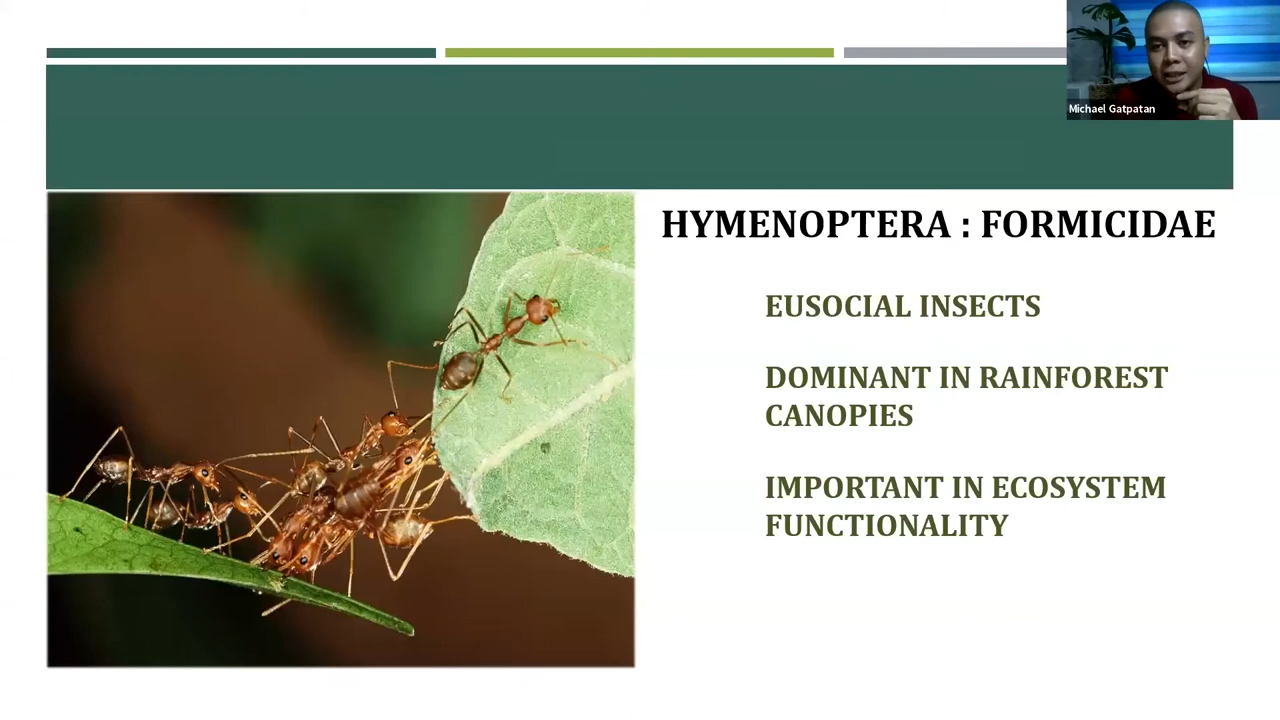 Michael Gatpatan
HYMENOPTERA : FORMICIDAE
EUSOCIAL INSECTS
DOMINANT IN RAINFOREST
CANOPIES
IMPORTANT IN ECOSYSTEM
FUNCTIONALITY